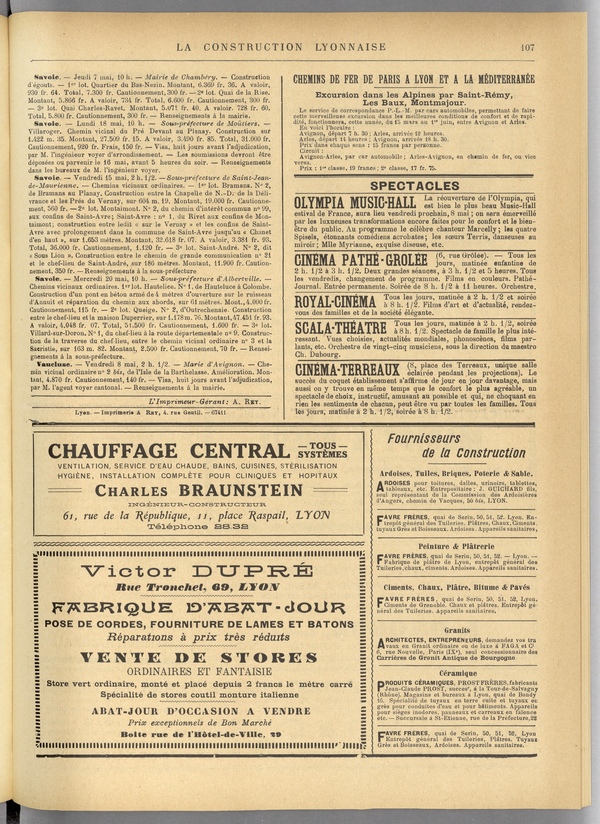 LA CONSTRUCTION LYONNAISE
107
Savoie. — Jeudi 7 mai, 10 h. — Mairie de Chambéry. — Construction
d'égouts. — 1er lot. Quartier du Bas-Nezin. Montant, 6.369 fr. 36. A valoir,
930 fr. 64. Total, 7.300 fr. Cautionnement, 300 fr. — 2e lot. Quai de la Rise.
Montant, 5.866 fr. A valoir, 734 fr. Total, 6.600 fr. Cautionnement, 300 fr.
— 3e lot. Quai Charles-Ravet. Montant, 5.071 fr. 40. A valoir. 728 fr. 60.
Total, 5.800 fr. Cautionnement, 300 fr. — Renseignements à la mairie.
Savoie. — Lundi 18 mai, 10 h. — Sous-préfecture de Moûtiers. —
Villaroger. Chemin vicinal du Pré Devant au Planay. Construction sur
1.422 m. 35. Montant, 27.509 fr. 15. A valoir, 3.490 fr. 85. Total, 31.000 fr.
Cautionnement, 920 fr. Frais, 150 fr. — Visa, huit jours avant l'adjudication,
par M. l'ingénieur voyer d'arrondissement. — Les soumissions devront être
déposées ou parvenir le 16 mai, avant 5 heures du soir. — Renseignements
dans les bureaux de M. l'ingénieur voyer.
Savoie. — Vendredi 15 mai, 2 h. 1/2. — Sous-préfecture de Saint-Jean-
de-Maurienne. — Chemins vicinaux ordinaires. — 1er lot. Bramans. No 2,
de Bramans au Planay, Construction entre la Chapelle de N.-D. de la Déli-
vrance et les Prés du Verney, sur 604 m. 19. Montant, 19.000 fr. Cautionne-
ment, 560 fr. — 2e lot. Montaimont. No 2, du chemin d'intérêt commun no 99,
aux confins de Saint-Avre; Saint-Avre : no 1, du Rivet aux confins de Mon-
taimont; construction entre ledit « sur le Verney » et les confins de Saint-
Avre avec prolongement dans la commune de Saint-Avre jusqu'au « Chanet
d'en haut », sur 1.653 mètres. Montant, 32.618 fr. 07. A valoir, 3.381 fr. 93.
Total, 36.000 fr. Cautionnement, 1.120 fr. — 3e lot. Saint-André. No 2, dit
« Sous Lion », Construction entre le chemin de grande communication no 81
et le chef-lieu de Saint-André, sur 186 mètres. Montant, 11.900 fr. Caution-
nement, 350 fr. — Renseignements à la sous-préfecture
Savoie. — Mercredi 20 mai, 10 h. — Sous-préfecture d'Albertville. —
Chemins vicinaux ordinaires. 1er lot. Hauteluce. No 1, de Hauteluce à Colombe.
Construction d'un pont en béton armé de 4 mètres d'ouverture sur le ruisseau
d'Annuit et réparation du chemin aux abords, sur 61 mètres. Mont., 4.000 fr.
Cautionnement, 115 fr. — 2e lot. Queige. No 2, d'Outrechenais. Construction
entre le chef-lieu et la maison Duperrier, sur 1.178 m. 76. Montant, 47.451 fr. 93.
A valoir, 4.048 fr. 07. Total, 51.500 fr. Cautionnement, 1.600 fr. — 3e lot.
Villard-sur-Doron, No 1, du chef-lieu à la route départementale no 9. Construc-
tion de la traverse du chef-lieu, entre le chemin vicinal ordinaire no 3 et la
Sacristie, sur 103 m. 82. Montant, 2.500 fr. Cautionnement, 70 fr. — Rensei-
gnements à la sous-préfecture.
Vaucluse. — Vendredi 8 mai, 2 h. 1/2. — Mairie d'Avignon. — Che-
min vicinal ordinaire no 2 bis, de l'Isle de la Barthelasse. Amélioration. Mon-
tant, 4.870 fr. Cautionnement, 140 fr. — Visa, huit jours avant l'adjudication,
par M. l'agent voyer cantonal. — Renseignements à la mairie.
L'Imprimeur-Gérant : A. REY.
Lyon. — Imprimerie A REY, 4, rue Gentil. — 67411
CHEMINS DE FER DE PARIS A LYON ET A LA MÉDITERRANÉE
Excursion dans les Alpines par Saint-Rémy,
Les Baux, Montmajour.
Le service de correspondance P.-L.-M. par cars automobiles, permettant de faire
cette merveilleuse excursion dans les meilleures conditions de confort et de rapi-
dité, fonctionnera, cette année, du 15 mars au 1er juin, entre Avignon et Arles.
En voici l'horaire :
Avignon, départ 7 h. 30; Arles, arrivée 12 heures.
Arles, départ 14 heures; Avignon, arrivée 18 h. 30.
Prix dans chaque sens : 15 francs par personne.
Circuit :
Avignon-Arles, par car automobile; Arles-Avignon, en chemin de fer, ou vice
versa.
Prix : 1re classe, 19 francs; 2e classe, 17 fr. 75.
SPECTACLES
OLYMPIA MUSIC-HALL La réouverture de l'Olympia, qui
est bien le plus beau Music-Hall
estival de France, aura lieu vendredi prochain, 8 mai; on sera émerveillé
par les luxueuses transformations encore faites pour le confort et le bien-
être du public. Au programme le célèbre chanteur Marcelly; les quatre
Spisels, étonnants comédiens acrobates; les sœurs Terris, danseuses au
miroir; Mlle Myrianne, exquise diseuse, etc.
CINÉMA PATHÉ-GROLÉE (6, rue Grôlée). — Tous les
jours, matinée enfantine de
2 h. 1/2 à 3 h. 1/2. Deux grandes séances, à 3 h. 1/2 et 5 heures. Tous
les vendredis, changement de programme Films en couleurs. Pathé-
Journal. Entrée permanente. Soirée de 8 h. 1/2 à 11 heures. Orchestre.
ROYAL-CINÉMA Tous les jours, matinée à 2 h. 1/2 et soirée
à 8 h. 1/2. Films d'art et d'actualité, rendez-
vous des familles et de la société élégante.
SCALA-THÉATRE Tous les jours, matinée à 2 h. 1/2, soirée
à 8 h. 1/2. Spectacle de famille le plus inté-
ressant. Vues choisies, actualités mondiales, phonoscènes, films par-
lants, etc. Orchestre de vingt-cinq musiciens, sous la direction du maestro
Ch. Dubourg.
CINÉMA-TERREAUX (8, place des Terreaux, unique salle
éclairée pendant les projections). Le
succès du coquet établissement s'affirme de jour en jour davantage, mais
aussi on y trouve en même temps que le confort le plus agréable, un
spectacle de choix, instructif, amusant au possible et qui, ne choquant en
rien les sentiments de chacun, peut être vu par toutes les familles. Tous
les jours, matinée à 2 h. 1/2, soirée à 8 h. 1/2.
CHAUFFAGE CENTRAL — TOUS — SYSTÈMES
VENTILATION, SERVICE D'EAU CHAUDE, BAINS, CUISINES, STÉRILISATION
HYGIÈNE, INSTALLATION COMPLÈTE POUR CLINIQUES ET HOPITAUX
CHARLES BRAUNSTEIN
INGÉNIEUR-CONSTRUCTEUR
61, rue de la République, 11, place Raspail, LYON
Téléphone 28.32
Victor DUPRÉ
Rue Tronchet, 69, LYON
FABRIQUE D'ABAT-JOUR
POSE DE CORDES, FOURNITURE DE LAMES ET BATONS
Réparations à prix très réduits
VENTE DE STORES
ORDINAIRES ET FANTAISIE
Store vert ordinaire, monté et placé depuis 2 francs le mètre carré
Spécialité de stores coutil monture italienne
ABAT-JOUR D'OCCASION A VENDRE
Prix exceptionnels de Bon Marché
Boite rue de l'Hôtel-de-Ville, 29
Fournisseurs
de la Construction
Ardoises, Tuiles, Briques, Poterie & Sable.
ARDOISES pour toitures, dalles, urinoirs, tablettes,
tableaux, etc. Entrepositaire : J. GUICHARD fils,
seul représentant de la Commission des Ardoisières
d'Angers, chemin de Vacques, 50 bis, LYON.
FAVRE FRÈRES, quai de Serin, 50, 51, 52. Lyon, En-
trepôt général des Tuileries, Plâtres, Chaux, Ciments,
tuyaux Grès et Boisseaux. Ardoises. Appareils sanitaires.
Peinture & Plâtrerie
FAVRE FRÈRES, quai de Serin, 50, 51, 52. — Lyon. —
Fabrique de plâtre de Lyon, entrepôt général des
Tuileries, chaux, ciments. Ardoises. Appareils sanitaires.
Ciments, Chaux, Plâtre, Bitume & Pavés
FAVRE FRÈRES, quai de Serin, 50, 51, 52, Lyon,
Ciments de Grenoble. Chaux et plâtres. Entrepôt gé-
néral des Tuileries. Ardoises. Appareils sanitaires.
Granits
ARCHITECTES, ENTREPRENEURS, demandez vos tra
vaux en Granit ordinaire ou de luxe à FAGA et Cie
6, rue Nouvelle, Paris (IXe), seul concessionnaires des
Carrières de Granit Antique de Bourgogne
Céramique
PRODUITS CÉRAMIQUES, PROST FRÈRES, fabricants
Jean-Claude PROST, succesr, à la Tour-de-Salvagny
(Rhône). Magasins et bureaux à Lyon, quai de Bondy
16. Spécialité de tuyaux en terre cuite et tuyaux en
grès pour conduites d'eau et pour bâtiments. Appareils
pour sièges inodores, panneaux et carreaux en faïence
etc. — Succursale à St-Etienne, rue de la Préfecture, 22
FAVRE FRÈRES, quai de Serin, 50, 51, 52, Lyon
Entrepôt général des Tuileries, Plâtres. Tuyaux
Grès et Boisseaux. Ardoises. Appareils sanitaires.